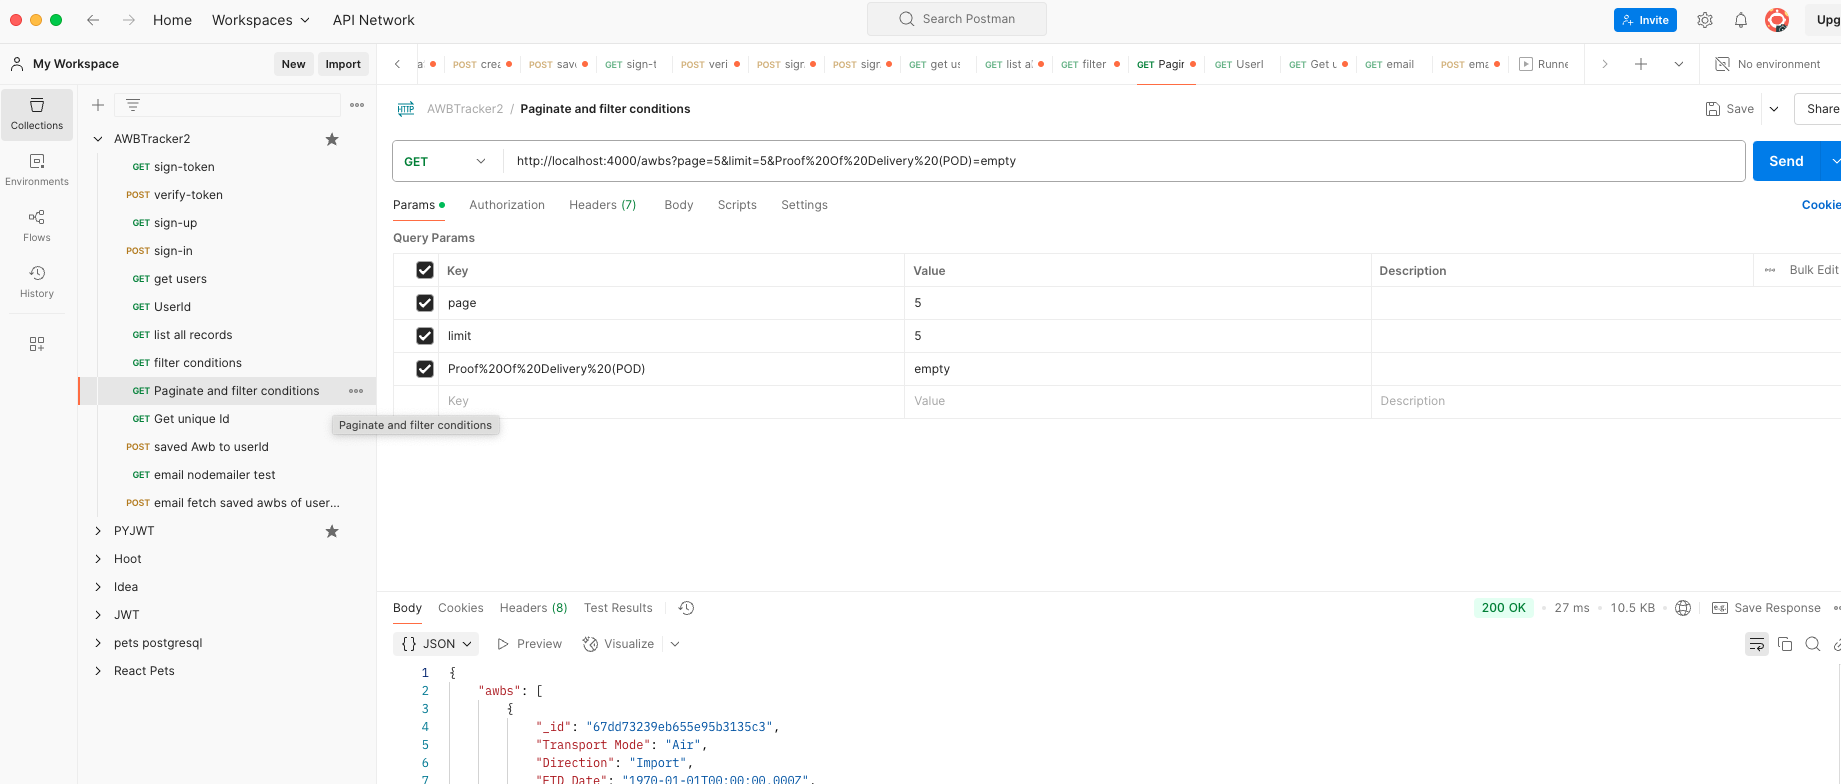 Home Workspaces API Network Search Postman Invite Upg
My Workspace New Import POST crea POST save GET sign-t POST veri POST sign POST sign GET get us GET list a GET filter GET Pagir GET UserI GET Get u GET email POST ema Runne No environment
Collections
Environments
Flows
History
AWBTracker2
GET sign-token
POST verify-token
GET sign-up
POST sign-in
GET get users
GET UserId
GET list all records
GET filter conditions
GET Paginate and filter conditions
GET Get unique Id
POST saved Awb to userId
GET email nodemailer test
POST email fetch saved awbs of user...
PYJWT
Hoot
Idea
JWT
pets postgresql
React Pets
Paginate and filter conditions
HTTP AWBTracker2 / Paginate and filter conditions Save Share
GET http://localhost:4000/awbs?page=5&limit=5&Proof%20Of%20Delivery%20(POD)=empty Send
Params Authorization Headers (7) Body Scripts Settings Cookie
Query Params
Key Value Description Bulk Edit
page 5
limit 5
Proof%20Of%20Delivery%20(POD) empty
Key Value Description
Body Cookies Headers (8) Test Results 200 OK 27 ms 10.5 KB Save Response
{} JSON Preview Visualize
1 {
2 "awbs": [
3 {
4 "_id": "67dd73239eb655e95b3135c3",
5 "Transport Mode": "Air",
6 "Direction": "Import",
7 "ETD Date": "1970-01-01T00:00:00.000Z",